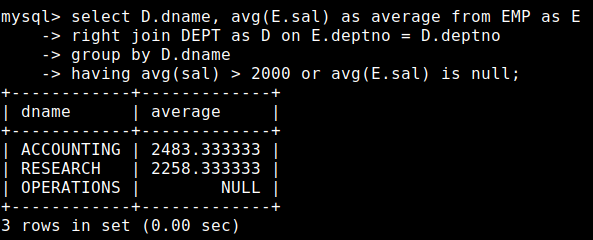 mysql> select D.dname, avg(E.sal) as average from EMP as E
    -> right join DEPT as D on E.deptno = D.deptno
    -> group by D.dname
    -> having avg(sal) > 2000 or avg(E.sal) is null;
+------------+-------------+
| dname      | average     |
+------------+-------------+
| ACCOUNTING | 2483.333333 |
| RESEARCH   | 2258.333333 |
| OPERATIONS |        NULL |
+------------+-------------+
3 rows in set (0.00 sec)